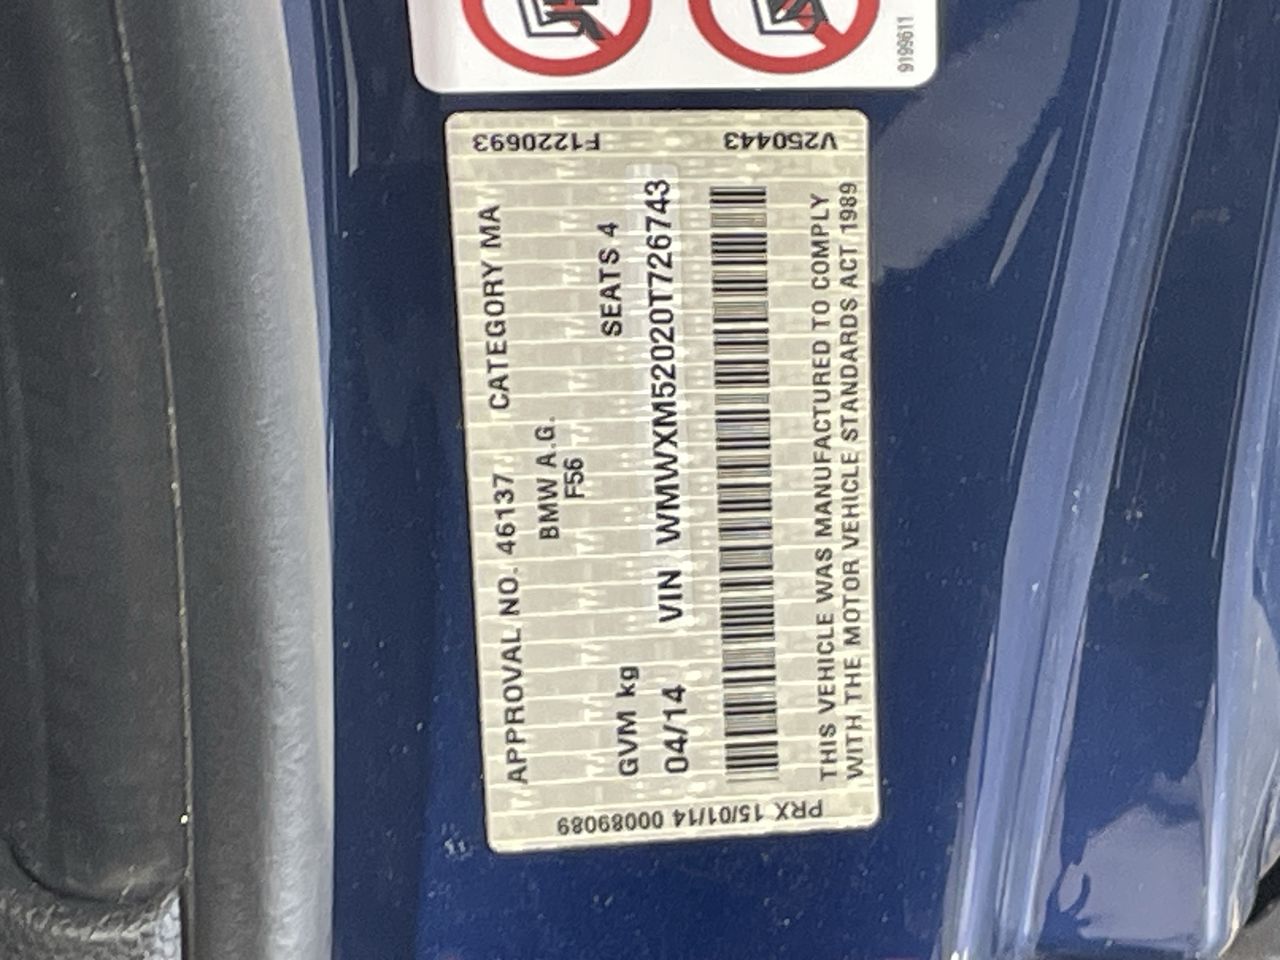 9199611
F1220693
V250443
APPROVAL NO. 46137 CATEGORY MA
BMW A.G.
F56
GVM kg SEATS 4
04/14 VIN WMWXM52020T726743
THIS VEHICLE WAS MANUFACTURED TO COMPLY
WITH THE MOTOR VEHICLE STANDARDS ACT 1989
PRX 15/01/14 00089089